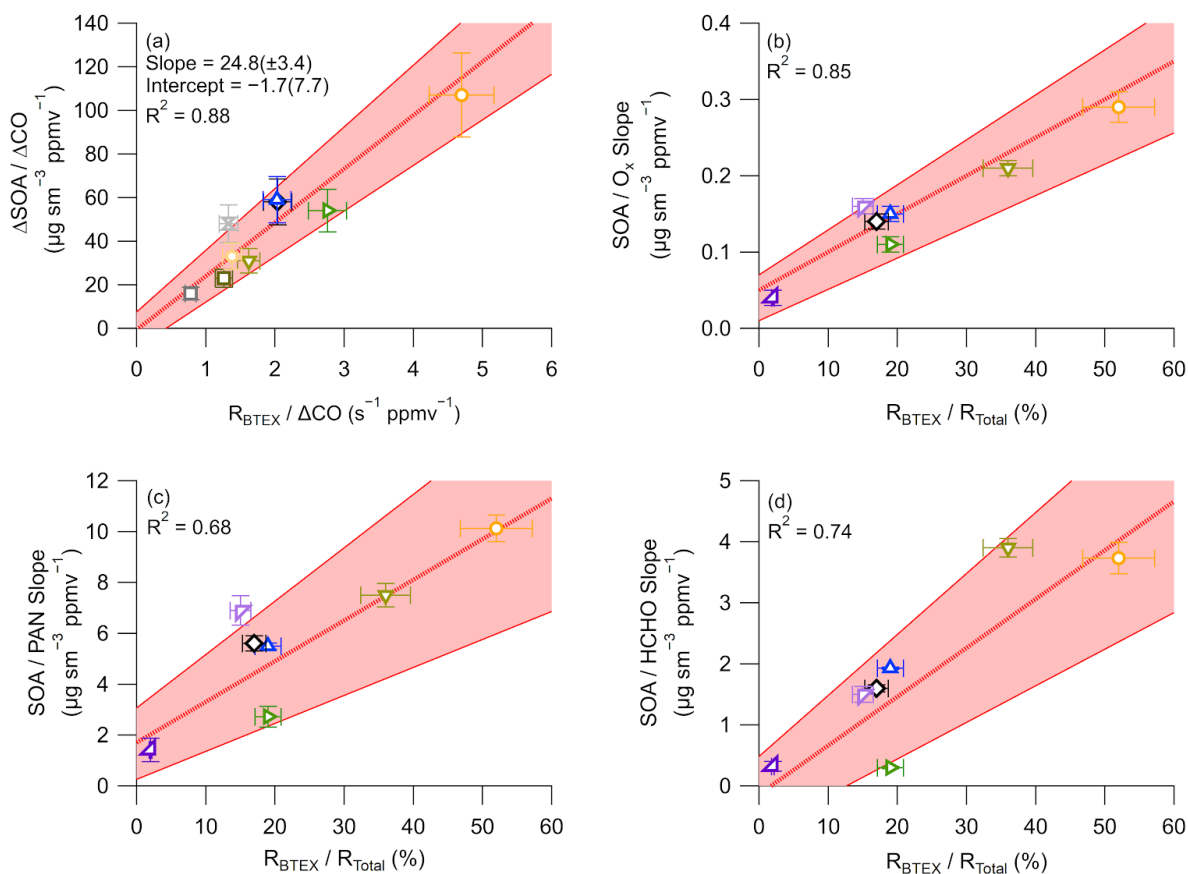 (a)
Slope = 24.8(±3.4)
Intercept = −1.7(7.7)
R² = 0.88
ΔSOA / ΔCO
(µg sm⁻³ ppmv⁻¹)
140
120
100
80
60
40
20
0
0 1 2 3 4 5 6
R_BTEX / ΔCO (s⁻¹ ppmv⁻¹)
(b)
R² = 0.85
SOA / Oₓ Slope
(µg sm⁻³ ppmv⁻¹)
0.4
0.3
0.2
0.1
0.0
0 10 20 30 40 50 60
R_BTEX / R_Total (%)
(c)
R² = 0.68
SOA / PAN Slope
(µg sm⁻³ ppmv⁻¹)
12
10
8
6
4
2
0
0 10 20 30 40 50 60
R_BTEX / R_Total (%)
(d)
R² = 0.74
SOA / HCHO Slope
(µg sm⁻³ ppmv⁻¹)
5
4
3
2
1
0
0 10 20 30 40 50 60
R_BTEX / R_Total (%)